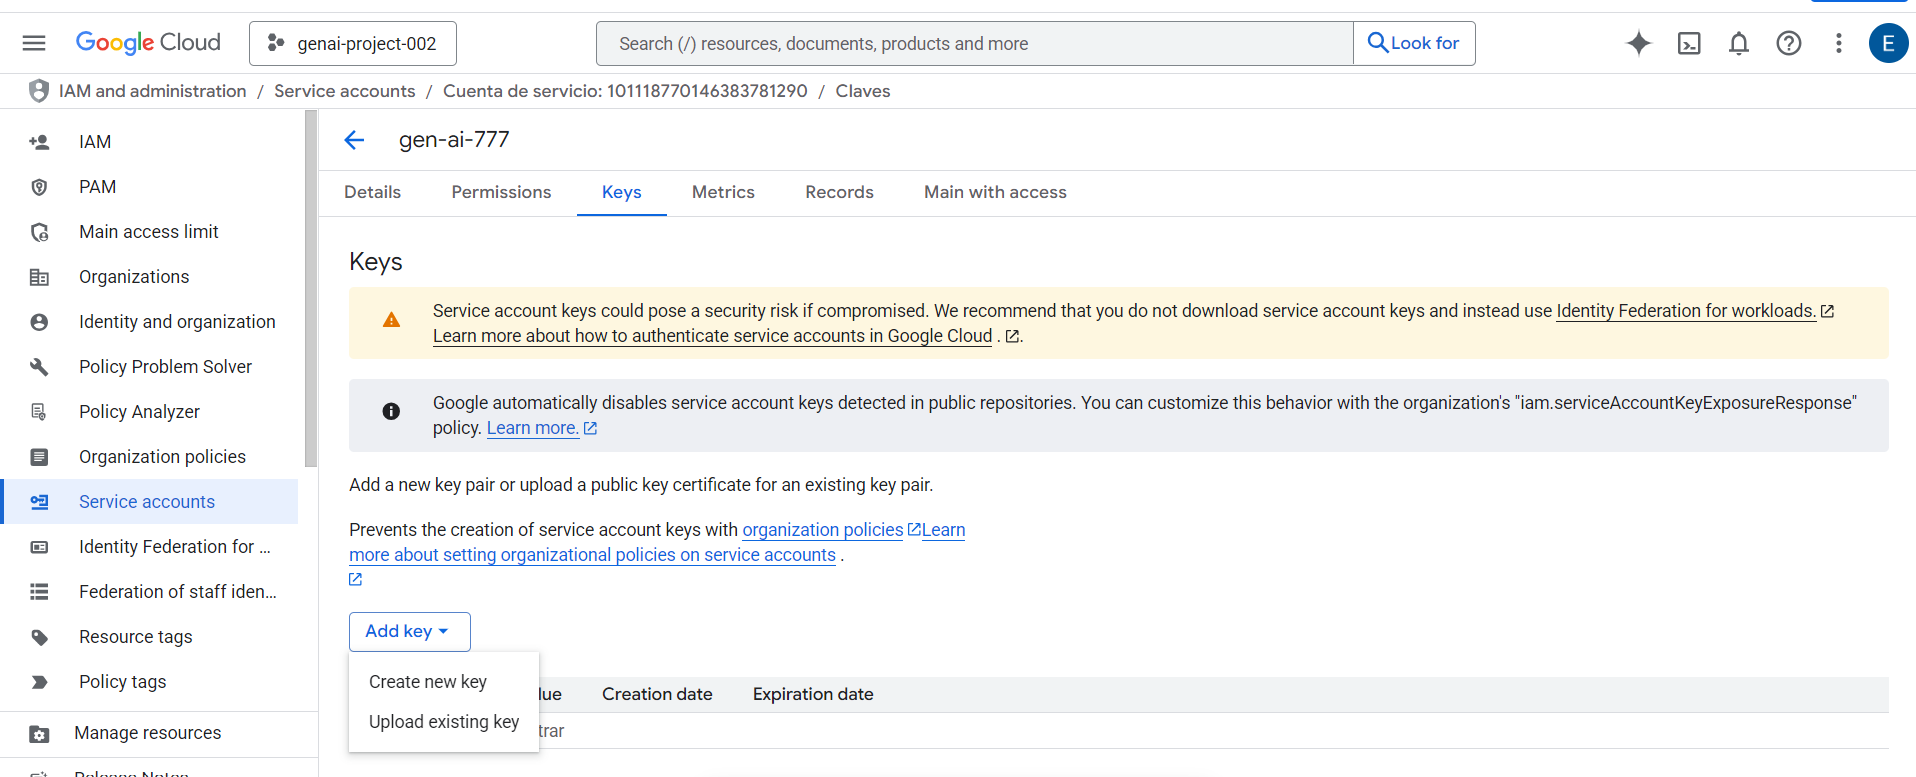 Google Cloud
genai-project-002
Search (/) resources, documents, products and more
Look for
E
IAM and administration / Service accounts / Cuenta de servicio: 101118770146383781290 / Claves
IAM
PAM
Main access limit
Organizations
Identity and organization
Policy Problem Solver
Policy Analyzer
Organization policies
Service accounts
Identity Federation for ...
Federation of staff iden...
Resource tags
Policy tags
Manage resources
gen-ai-777
Details Permissions Keys Metrics Records Main with access
Keys
Service account keys could pose a security risk if compromised. We recommend that you do not download service account keys and instead use Identity Federation for workloads.
Learn more about how to authenticate service accounts in Google Cloud . .
Google automatically disables service account keys detected in public repositories. You can customize this behavior with the organization's "iam.serviceAccountKeyExposureResponse"
policy. Learn more.
Add a new key pair or upload a public key certificate for an existing key pair.
Prevents the creation of service account keys with organization policies Learn
more about setting organizational policies on service accounts .
Add key
Create new key
Upload existing key
lue Creation date Expiration date
trar